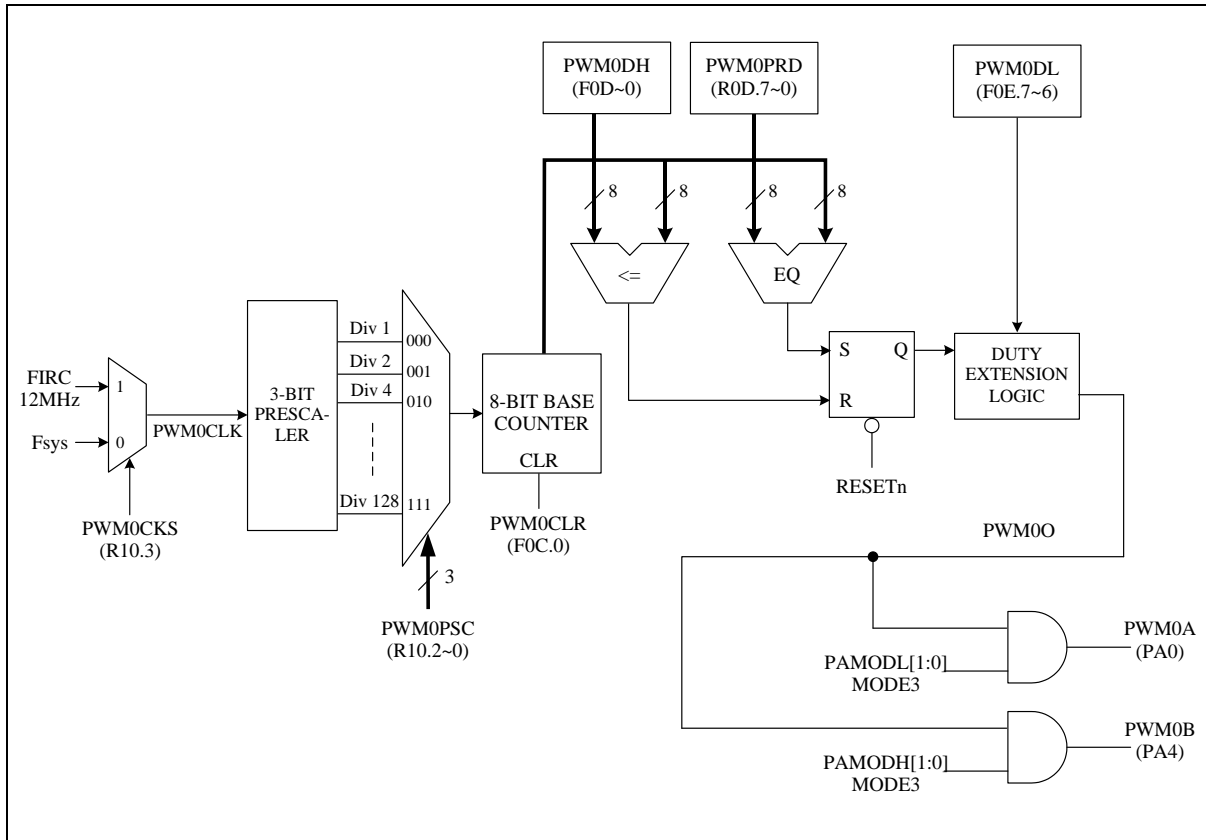 PWM0DH
(F0D~0)
PWM0PRD
(R0D.7~0)
PWM0DL
(F0E.7~6)
8
8
8
8
<=
EQ
FIRC
12MHz
Fsys
1
0
PWM0CLK
PWM0CKS
(R10.3)
3-BIT
PRESCA-
LER
Div 1
Div 2
Div 4
Div 128
000
001
010
111
3
PWM0PSC
(R10.2~0)
8-BIT BASE
COUNTER
CLR
PWM0CLR
(F0C.0)
S
Q
R
RESETn
DUTY
EXTENSION
LOGIC
PWM0O
PAMODL[1:0]
MODE3
PWM0A
(PA0)
PAMODH[1:0]
MODE3
PWM0B
(PA4)